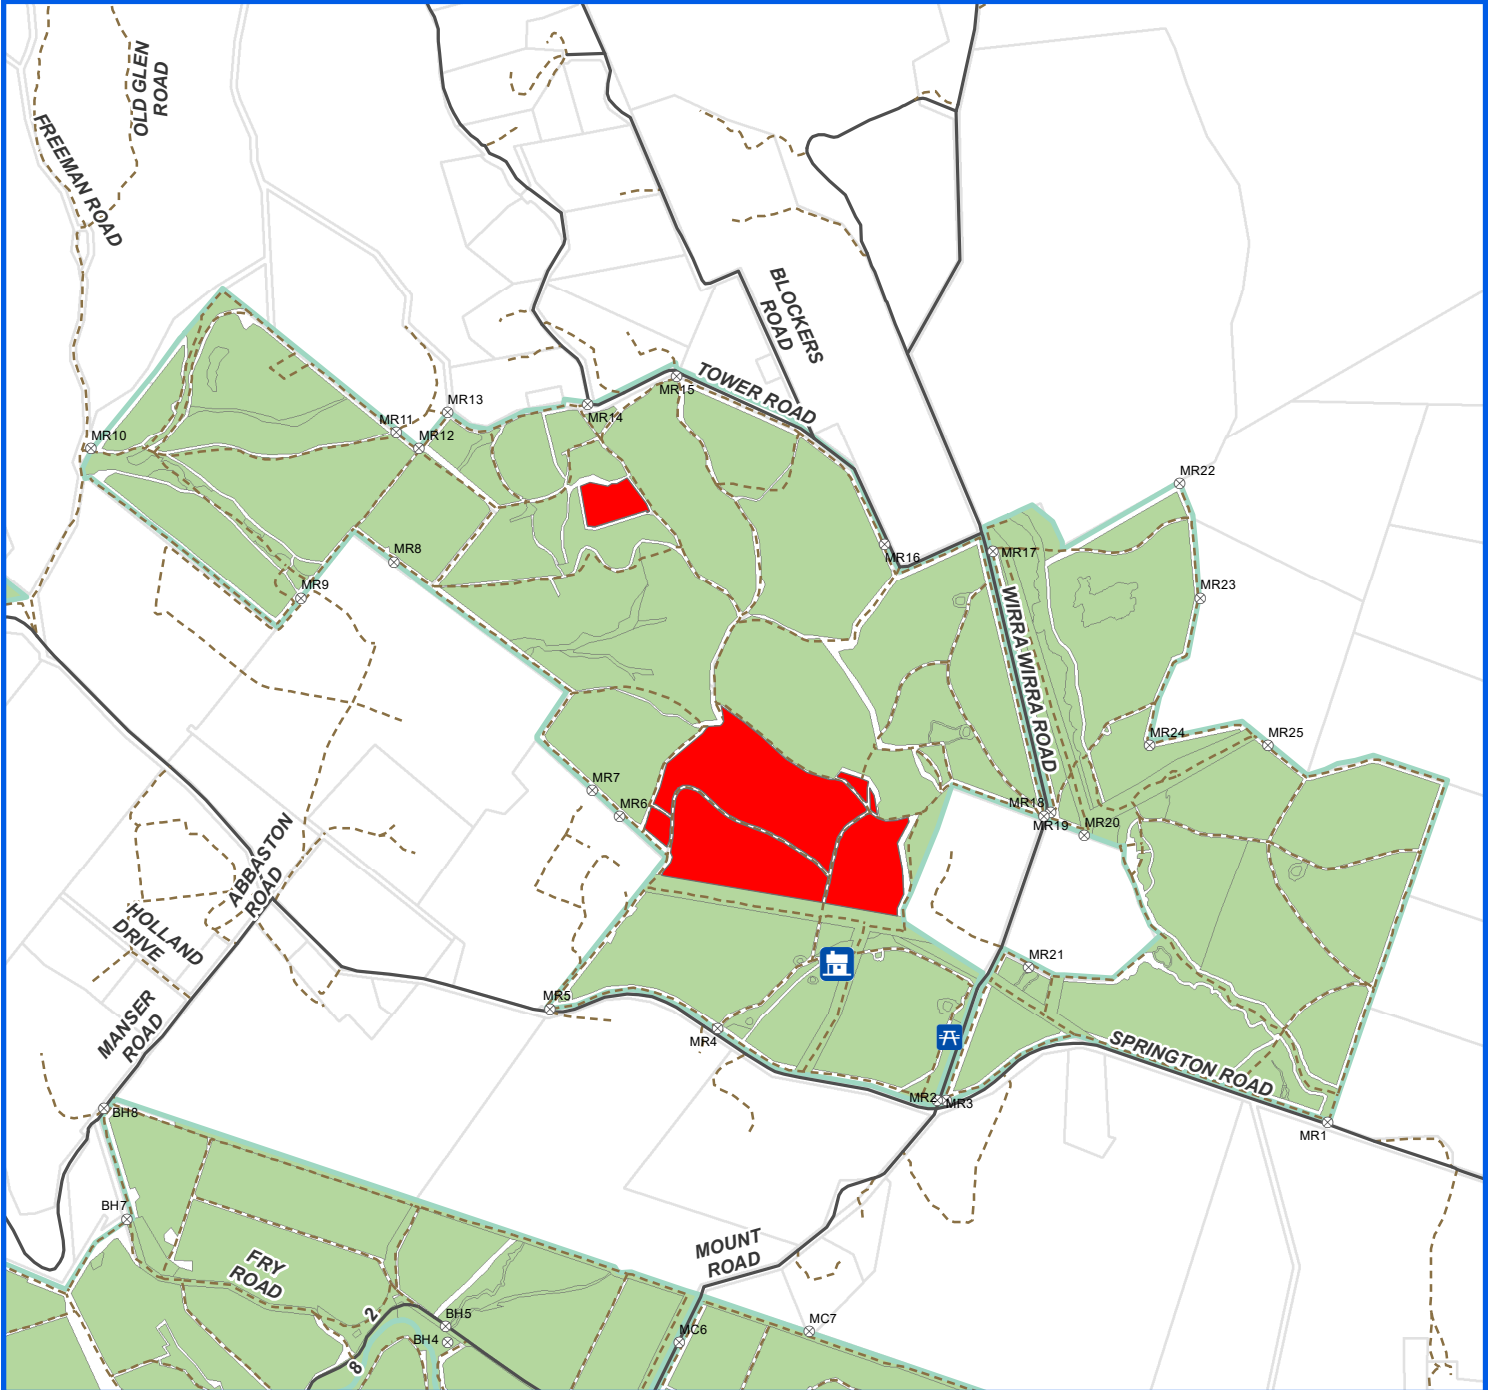 OLD GLEN
ROAD
FREEMAN ROAD
BLOCKERS
ROAD
TOWER ROAD
MR15
MR14
MR13
MR11
MR12
MR10
MR22
MR16
MR17
MR8
MR9
MR23
WIRRA WIRRA ROAD
MR24
MR25
MR7
MR6
MR18
MR19
MR20
ABBASTON
ROAD
HOLLAND
DRIVE
MR21
MANSER
ROAD
MR5
MR4
SPRINGTON ROAD
MR2
MR3
BH8
MR1
BH7
MOUNT
ROAD
FRY
ROAD
2
8
BH5
BH4
MC7
MC6